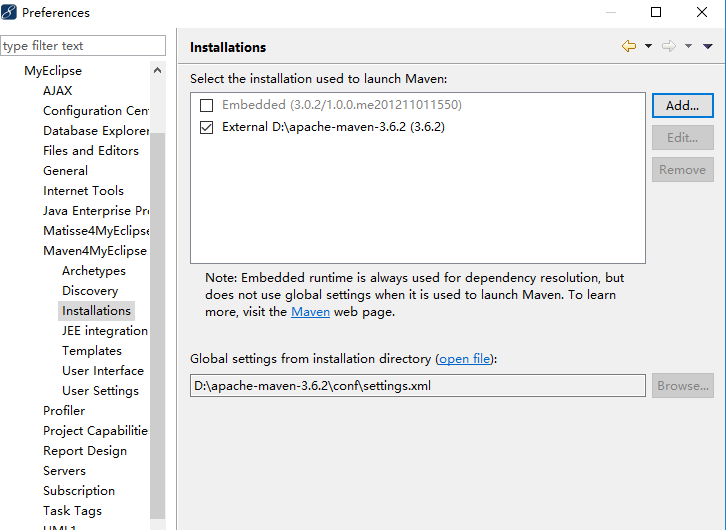 Preferences
type filter text
MyEclipse
AJAX
Configuration Cen
Database Explorer
Files and Editors
General
Internet Tools
Java Enterprise Pr
Matisse4MyEclipse
Maven4MyEclipse
Archetypes
Discovery
Installations
JEE integration
Templates
User Interface
User Settings
Profiler
Project Capabilitie
Report Design
Servers
Subscription
Task Tags
UML1
Installations
Select the installation used to launch Maven:
Embedded (3.0.2/1.0.0.me201211011550)
External D:\apache-maven-3.6.2 (3.6.2)
Add...
Edit...
Remove
Note: Embedded runtime is always used for dependency resolution, but
does not use global settings when it is used to launch Maven. To learn
more, visit the Maven web page.
Global settings from installation directory (open file):
D:\apache-maven-3.6.2\conf\settings.xml
Browse...